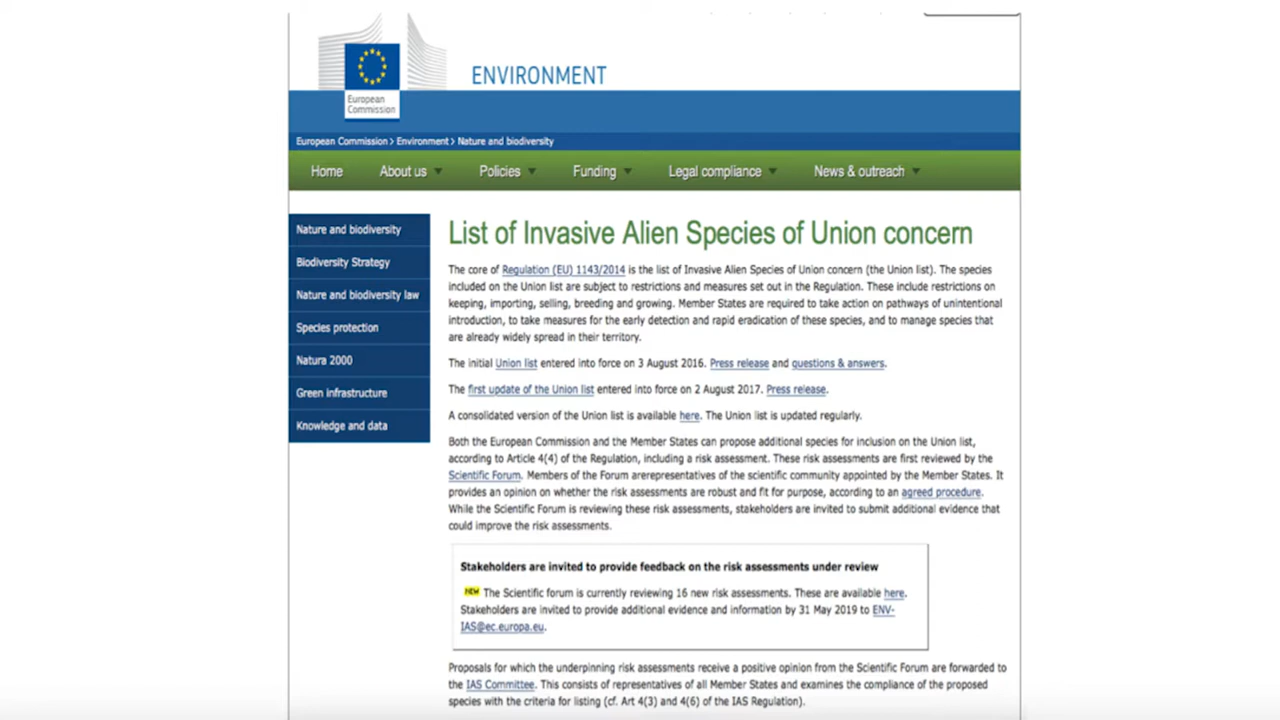 European
Commission
ENVIRONMENT
European Commission > Environment > Nature and biodiversity
Home About us Policies Funding Legal compliance News & outreach
Nature and biodiversity
Biodiversity Strategy
Nature and biodiversity law
Species protection
Natura 2000
Green infrastructure
Knowledge and data
List of Invasive Alien Species of Union concern
The core of Regulation (EU) 1143/2014 is the list of Invasive Alien Species of Union concern (the Union list). The species
included on the Union list are subject to restrictions and measures set out in the Regulation. These include restrictions on
keeping, importing, selling, breeding and growing. Member States are required to take action on pathways of unintentional
introduction, to take measures for the early detection and rapid eradication of these species, and to manage species that
are already widely spread in their territory.
The initial Union list entered into force on 3 August 2016. Press release and questions & answers.
The first update of the Union list entered into force on 2 August 2017. Press release.
A consolidated version of the Union list is available here. The Union list is updated regularly.
Both the European Commission and the Member States can propose additional species for inclusion on the Union list,
according to Article 4(4) of the Regulation, including a risk assessment. These risk assessments are first reviewed by the
Scientific Forum. Members of the Forum arerepresentatives of the scientific community appointed by the Member States. It
provides an opinion on whether the risk assessments are robust and fit for purpose, according to an agreed procedure.
While the Scientific Forum is reviewing these risk assessments, stakeholders are invited to submit additional evidence that
could improve the risk assessments.
Stakeholders are invited to provide feedback on the risk assessments under review
NEW The Scientific forum is currently reviewing 16 new risk assessments. These are available here.
Stakeholders are invited to provide additional evidence and information by 31 May 2019 to ENV-
IAS@ec.europa.eu.
Proposals for which the underpinning risk assessments receive a positive opinion from the Scientific Forum are forwarded to
the IAS Committee. This consists of representatives of all Member States and examines the compliance of the proposed
species with the criteria for listing (cf. Art 4(3) and 4(6) of the IAS Regulation).